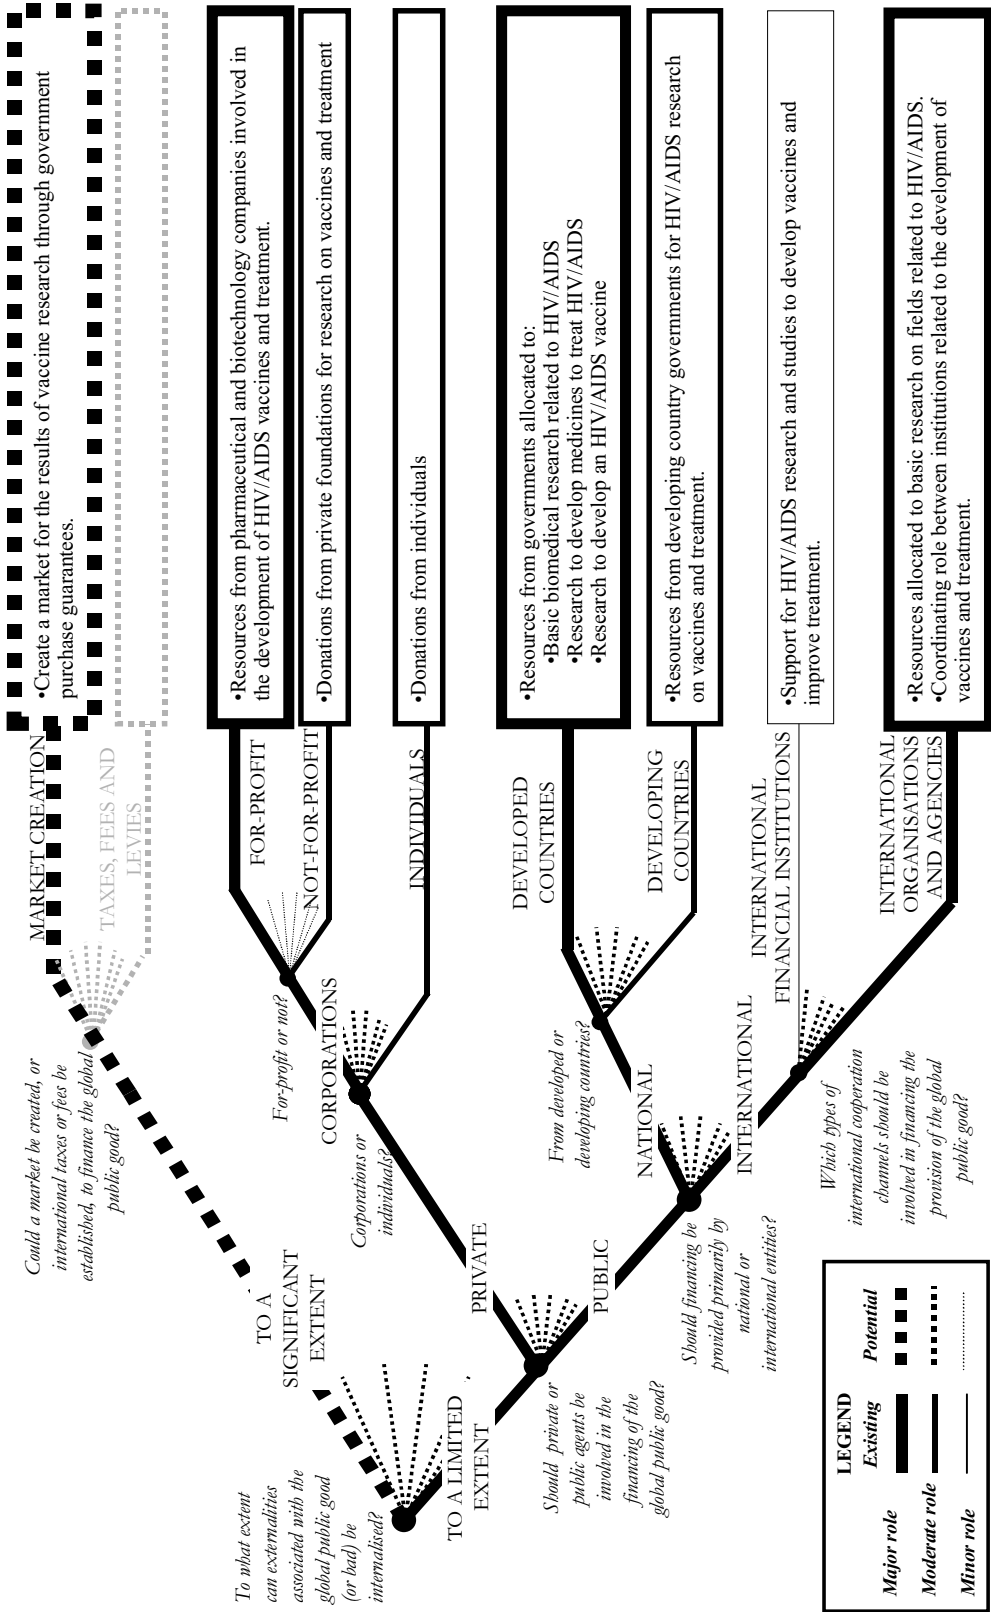 To what extent
can externalities
associated with the
global public good
(or bad) be
internalised?
TO A
SIGNIFICANT
EXTENT
TO A LIMITED
EXTENT
Could a market be created, or
international taxes or fees be
established, to finance the global
public good?
MARKET CREATION
•Create a market for the results of vaccine research through government
purchase guarantees.
TAXES, FEES AND
LEVIES
Should private or
public agents be
involved in the
financing of the
global public good?
PRIVATE
PUBLIC
Corporations or
individuals?
CORPORATIONS
For-profit or not?
FOR-PROFIT
•Resources from pharmaceutical and biotechnology companies involved in
the development of HIV/AIDS vaccines and treatment.
NOT-FOR-PROFIT
•Donations from private foundations for research on vaccines and treatment
INDIVIDUALS
•Donations from individuals
Should financing be
provided primarily by
national or
international entities?
NATIONAL
INTERNATIONAL
From developed or
developing countries?
DEVELOPED
COUNTRIES
•Resources from governments allocated to:
•Basic biomedical research related to HIV/AIDS
•Research to develop medicines to treat HIV/AIDS
•Research to develop an HIV/AIDS vaccine
DEVELOPING
COUNTRIES
•Resources from developing country governments for HIV/AIDS research
on vaccines and treatment.
Which types of
international cooperation
channels should be
involved in financing the
provision of the global
public good?
INTERNATIONAL
FINANCIAL INSTITUTIONS
•Support for HIV/AIDS research and studies to develop vaccines and
improve treatment.
INTERNATIONAL
ORGANISATIONS
AND AGENCIES
•Resources allocated to basic research on fields related to HIV/AIDS.
•Coordinating role between institutions related to the development of
vaccines and treatment.
LEGEND
Existing Potential
Major role
Moderate role
Minor role